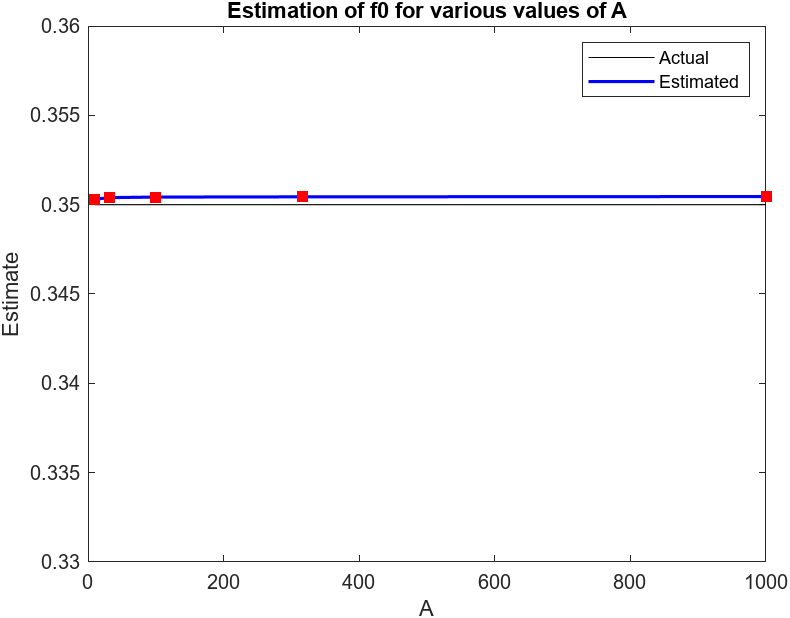 Estimation of f0 for various values of A
Actual
Estimated
0.36
0.355
0.35
0.345
0.34
0.335
0.33
Estimate
0
200
400
600
800
1000
A